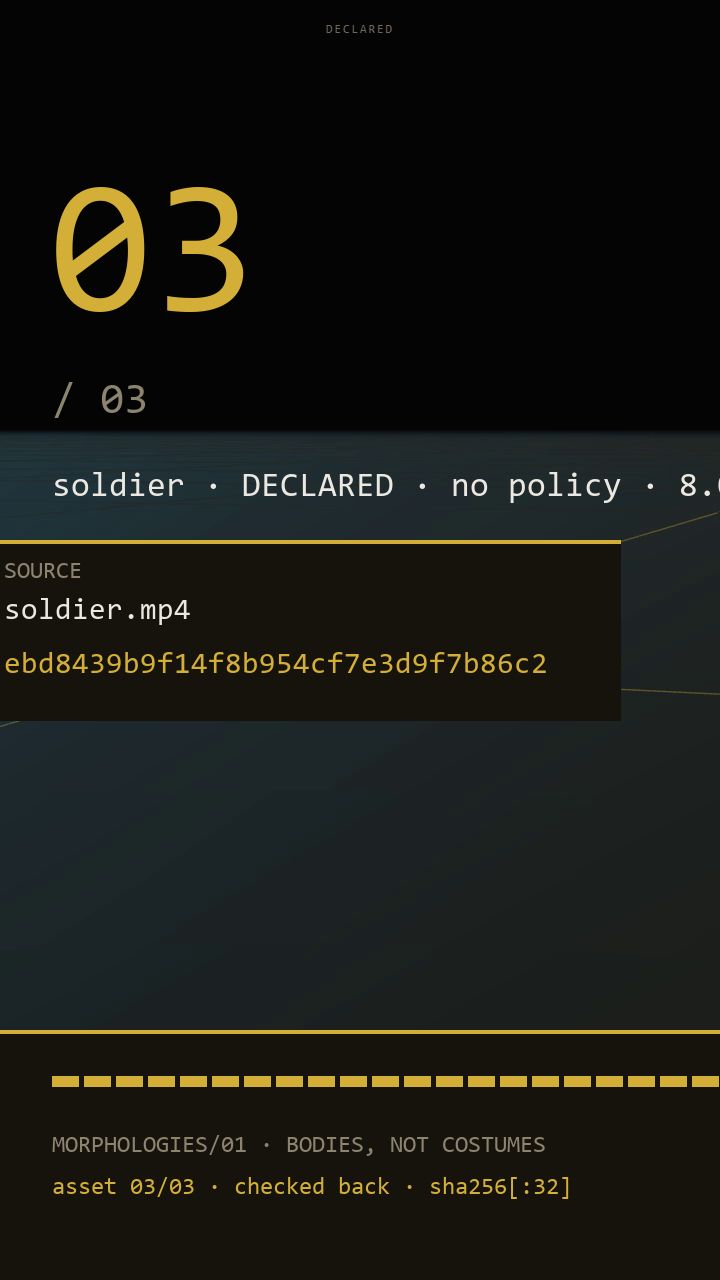 DECLARED
03
/ 03
soldier · DECLARED · no policy · 8.
SOURCE
soldier.mp4
ebd8439b9f14f8b954cf7e3d9f7b86c2
MORPHOLOGIES/01 · BODIES, NOT COSTUMES
asset 03/03 · checked back · sha256[:32]